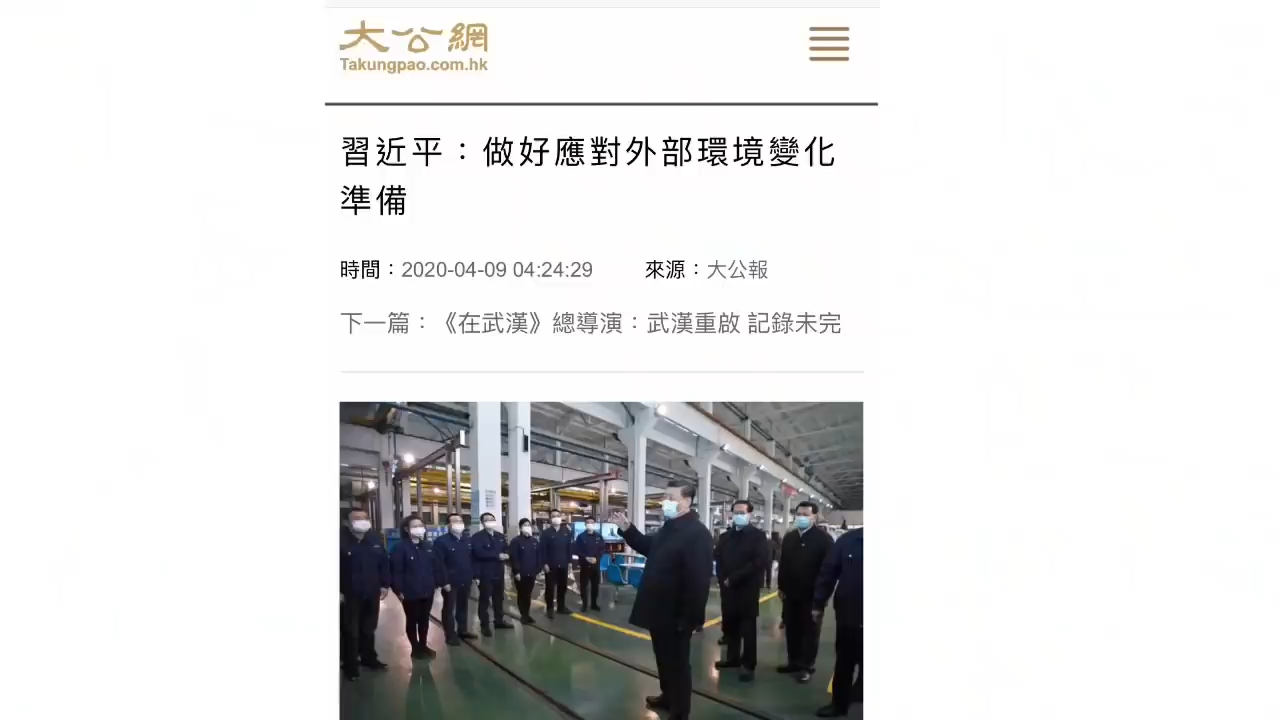 大公網
Takungpao.com.hk
習近平：做好應對外部環境變化
準備
時間：2020-04-09 04:24:29 來源：大公報
下一篇：《在武漢》總導演：武漢重啟 記錄未完